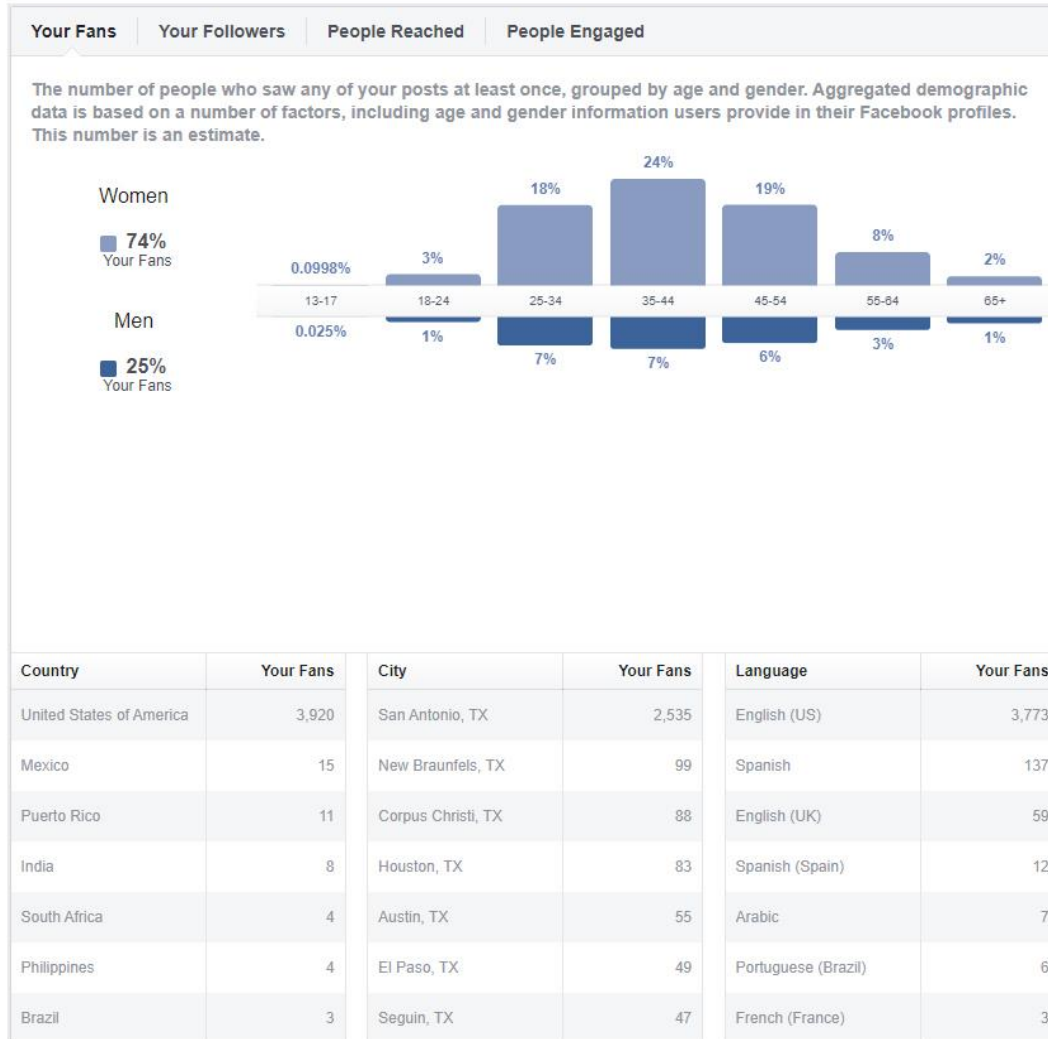 Your Fans Your Followers People Reached People Engaged
The number of people who saw any of your posts at least once, grouped by age and gender. Aggregated demographic
data is based on a number of factors, including age and gender information users provide in their Facebook profiles.
This number is an estimate.
Women
74%
Your Fans
Men
25%
Your Fans
0.0998% 3% 18% 24% 19% 8% 2%
13-17 18-24 25-34 35-44 45-54 55-64 65+
0.025% 1% 7% 7% 6% 3% 1%
Country Your Fans City Your Fans Language Your Fans
United States of America 3,920 San Antonio, TX 2,535 English (US) 3,773
Mexico 15 New Braunfels, TX 99 Spanish 137
Puerto Rico 11 Corpus Christi, TX 88 English (UK) 59
India 8 Houston, TX 83 Spanish (Spain) 12
South Africa 4 Austin, TX 55 Arabic 7
Philippines 4 El Paso, TX 49 Portuguese (Brazil) 6
Brazil 3 Seguin, TX 47 French (France) 3